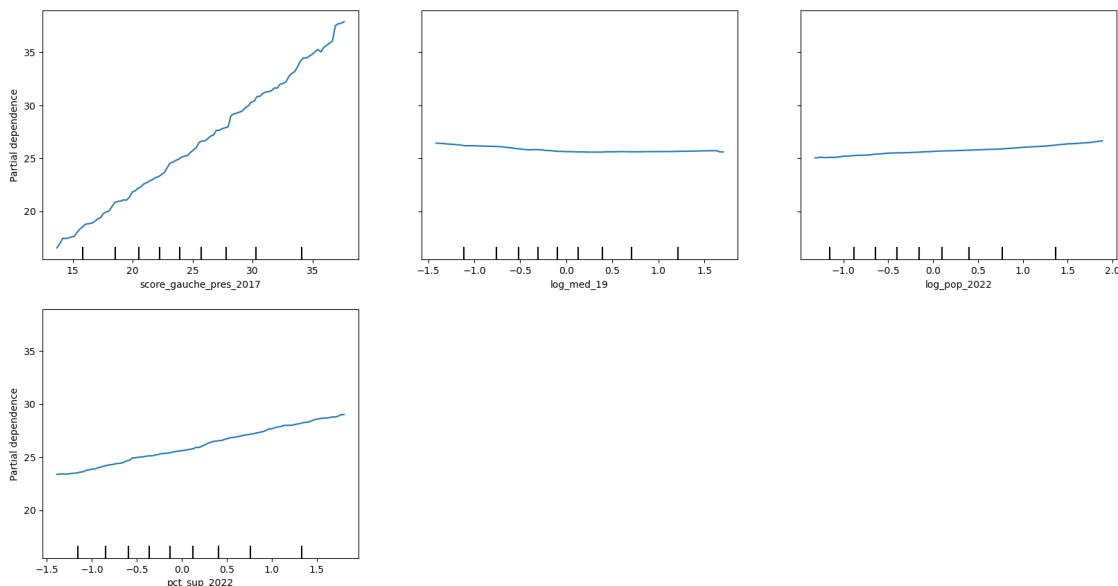 Partial dependence
35
30
25
20
15 20 25 30 35
score_gauche_pres_2017
−1.5 −1.0 −0.5 0.0 0.5 1.0 1.5
log_med_19
−1.0 −0.5 0.0 0.5 1.0 1.5 2.0
log_pop_2022
Partial dependence
35
30
25
20
−1.5 −1.0 −0.5 0.0 0.5 1.0 1.5
pct_sup_2022